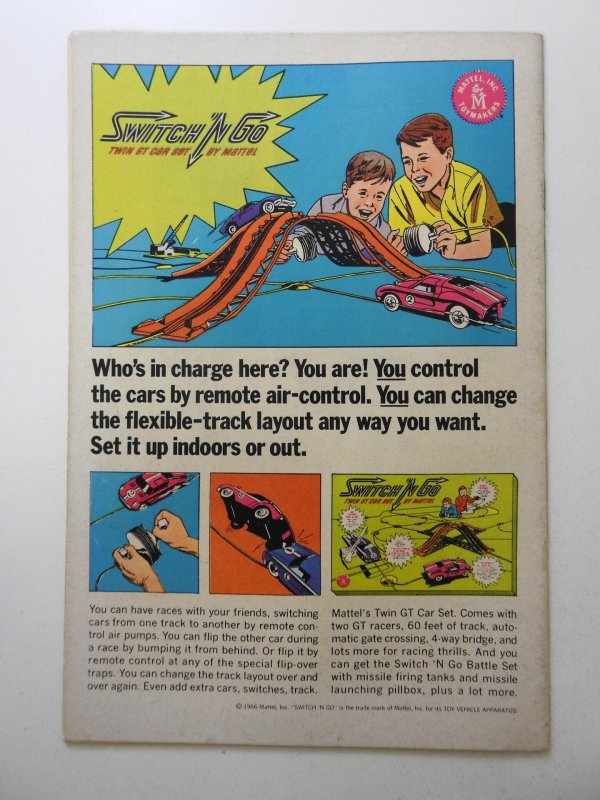 SWITCH 'N GO
TWIN GT CAR SET BY MATTEL
MATTEL, INC.
M
TOYMAKERS
2
Who's in charge here? You are! You control
the cars by remote air-control. You can change
the flexible-track layout any way you want.
Set it up indoors or out.
SWITCH 'N GO
TWIN GT CAR SET BY MATTEL
You can have races with your friends, switching
cars from one track to another by remote con-
trol air pumps. You can flip the other car during
a race by bumping it from behind. Or flip it by
remote control at any of the special flip-over
traps. You can change the track layout over and
over again. Even add extra cars, switches, track.
Mattel's Twin GT Car Set. Comes with
two GT racers, 60 feet of track, auto-
matic gate crossing, 4-way bridge, and
lots more for racing thrills. And you
can get the Switch 'N Go Battle Set
with missile firing tanks and missile
launching pillbox, plus a lot more.
© 1966 Mattel, Inc. "SWITCH 'N GO" is the trade mark of Mattel, Inc. for its TOY VEHICLE APPARATUS.